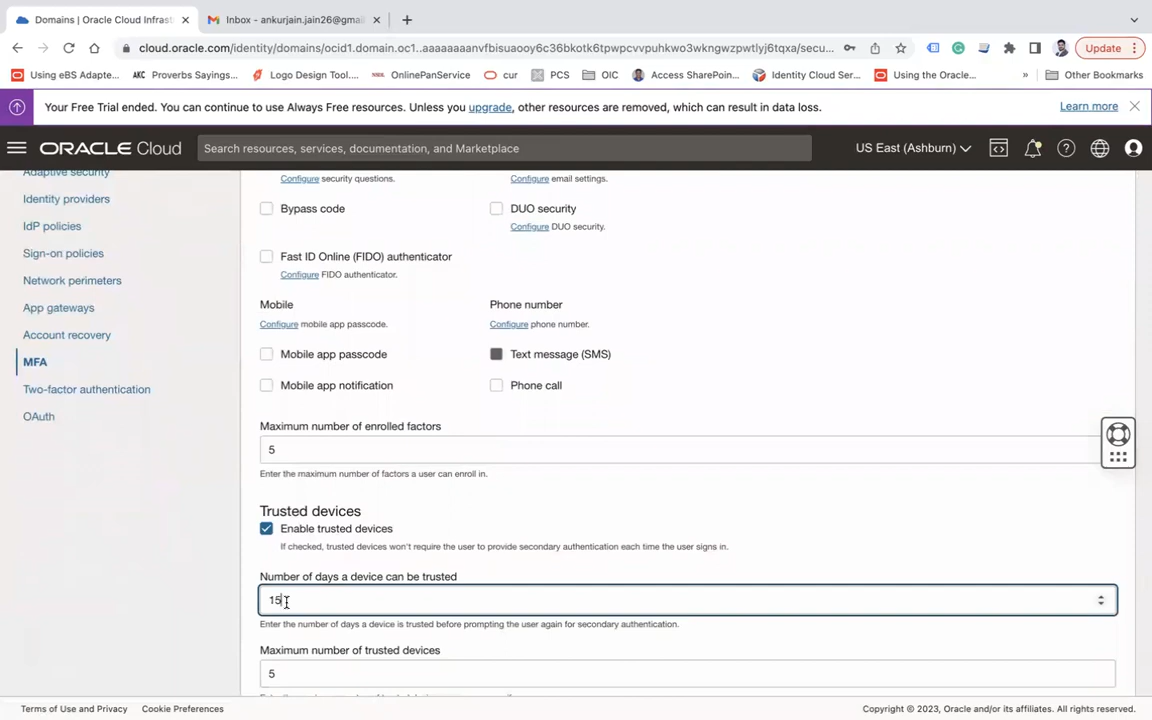 Domains | Oracle Cloud Infrast
Inbox - ankurjain.jain26@gmai
cloud.oracle.com/identity/domains/ocid1.domain.oc1..aaaaaaaanvfbisuaooy6c36bkotk6tpwpcvvpuhkwo3wkngwzpwtlyj6tqxa/secu...
Update
Using eBS Adapte...
AKC Proverbs Sayings...
Logo Design Tool....
OnlinePanService
cur
PCS
OIC
Access SharePoin...
Identity Cloud Ser...
Using the Oracle...
»
Other Bookmarks
Your Free Trial ended. You can continue to use Always Free resources. Unless you upgrade, other resources are removed, which can result in data loss.
Learn more
ORACLE Cloud
Search resources, services, documentation, and Marketplace
US East (Ashburn)
Adaptive security
Identity providers
IdP policies
Sign-on policies
Network perimeters
App gateways
Account recovery
MFA
Two-factor authentication
OAuth
Configure security questions.
Configure email settings.
Bypass code
DUO security
Configure DUO security.
Fast ID Online (FIDO) authenticator
Configure FIDO authenticator.
Mobile
Phone number
Configure mobile app passcode.
Configure phone number.
Mobile app passcode
Text message (SMS)
Mobile app notification
Phone call
Maximum number of enrolled factors
5
Enter the maximum number of factors a user can enroll in.
Trusted devices
Enable trusted devices
If checked, trusted devices won't require the user to provide secondary authentication each time the user signs in.
Number of days a device can be trusted
15
Enter the number of days a device is trusted before prompting the user again for secondary authentication.
Maximum number of trusted devices
5
Terms of Use and Privacy
Cookie Preferences
Copyright © 2023, Oracle and/or its affiliates. All rights reserved.